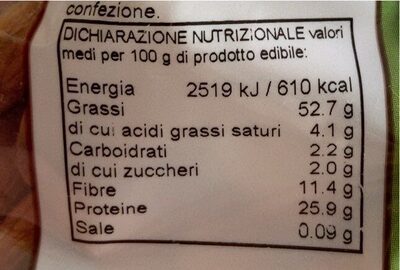 confezione.
DICHIARAZIONE NUTRIZIONALE valori
medi per 100 g di prodotto edibile:
Energia 2519 kJ / 610 kcal
Grassi 52.7 g
di cui acidi grassi saturi 4.1 g
Carboidrati 2.2 g
di cui zuccheri 2.0 g
Fibre 11.4 g
Proteine 25.9 g
Sale 0.09 g